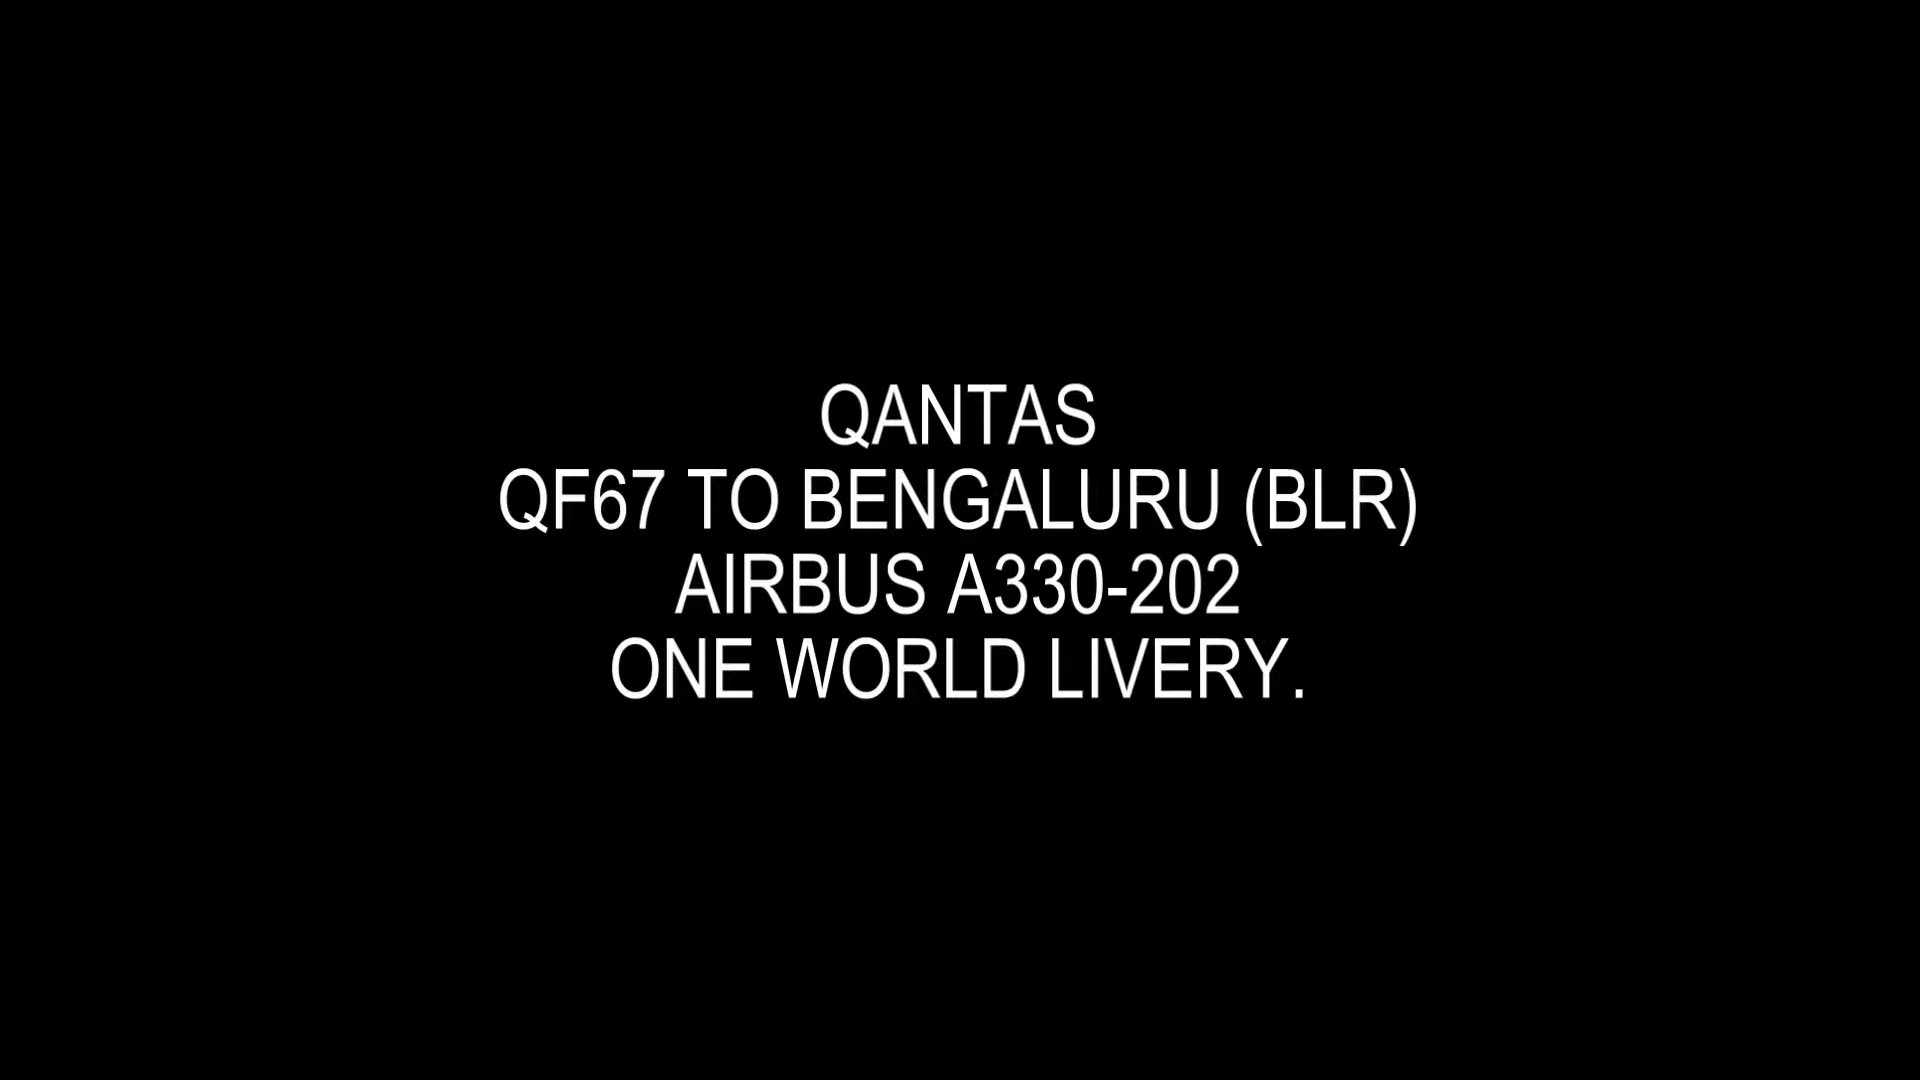 QANTAS
QF67 TO BENGALURU (BLR)
AIRBUS A330-202
ONE WORLD LIVERY.